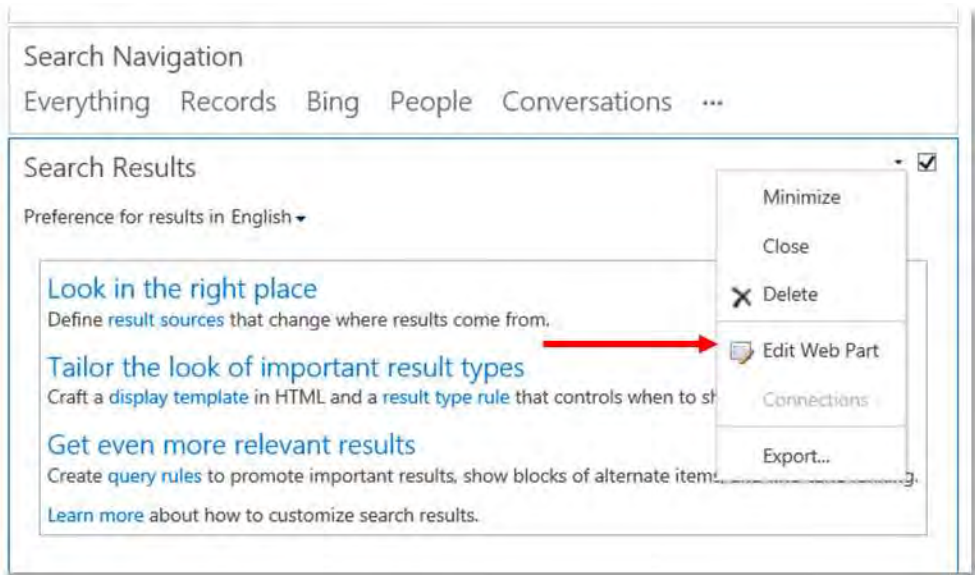 Search Navigation
Everything Records Bing People Conversations ...
Search Results
Minimize
Preference for results in English
Close
Look in the right place
Delete
Define result sources that change where results come from.
Edit Web Part
Tailor the look of important result types
Craft a display template in HTML and a result type rule that controls when to
Connections
Get even more relevant results
Export...
Create query rules to promote important results, show blocks of alternate items,
Learn more about how to customize search results.